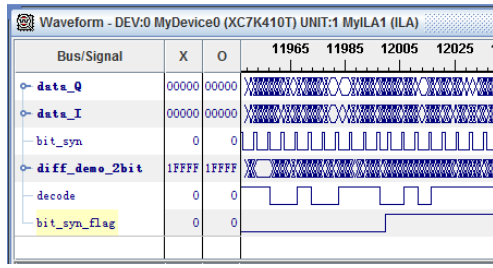 Waveform - DEV:0 MyDevice0 (XC7K410T) UNIT:1 MyILA1 (ILA)
Bus/Signal X O 11965 11985 12005 12025
data_Q 00000 00000
data_I 00000 00000
bit_syn 0 0
diff_demo_2bit 1FFFF 1FFFF
decode 0 0
bit_syn_flag 0 0